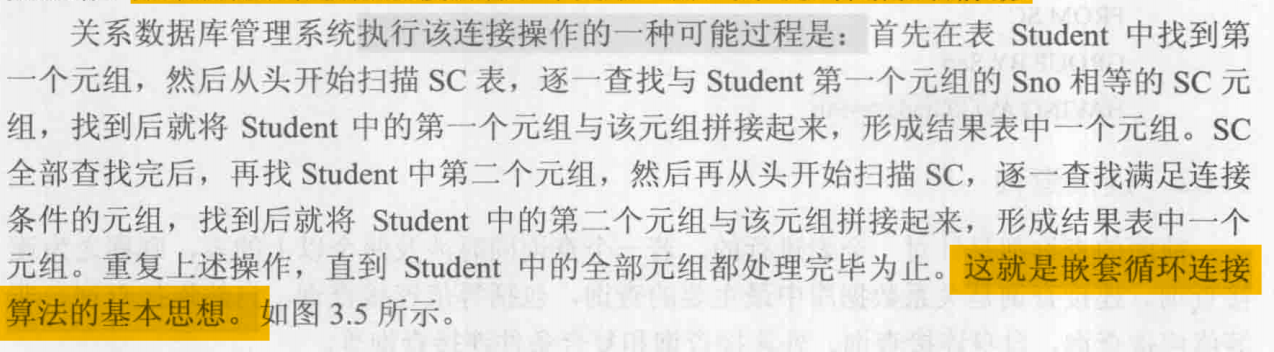 关系数据库管理系统执行该连接操作的一种可能过程是：首先在表 Student 中找到第
一个元组，然后从头开始扫描 SC 表，逐一查找与 Student 第一个元组的 Sno 相等的 SC 元
组，找到后就将 Student 中的第一个元组与该元组拼接起来，形成结果表中一个元组。SC
全部查找完后，再找 Student 中第二个元组，然后再从头开始扫描 SC，逐一查找满足连接
条件的元组，找到后就将 Student 中的第二个元组与该元组拼接起来，形成结果表中一个
元组。重复上述操作，直到 Student 中的全部元组都处理完毕为止。这就是嵌套循环连接
算法的基本思想。如图 3.5 所示。